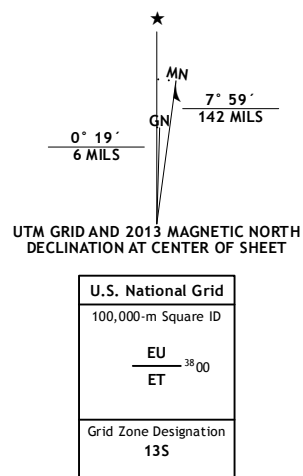 ★
MN
GN
7° 59´
142 MILS
0° 19´
6 MILS
UTM GRID AND 2013 MAGNETIC NORTH
DECLINATION AT CENTER OF SHEET
U.S. National Grid
100,000-m Square ID
EU
ET
³⁸00
Grid Zone Designation
13S